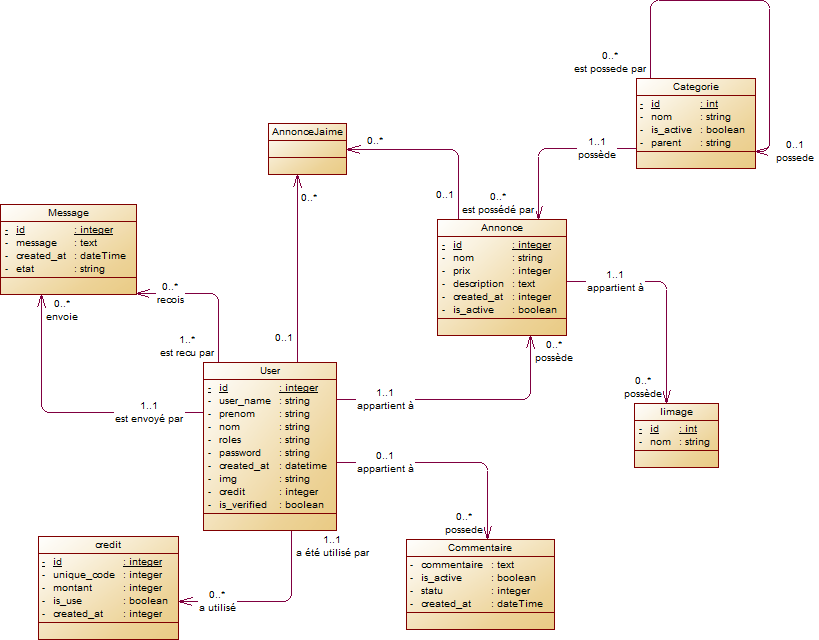 0..*
est possede par
Categorie
- id : int
- nom : string
- is_active : boolean
- parent : string
0..1
possede
1..1
possède
AnnonceJaime
0..*
0..*
0..1
0..*
est possédé par
Annonce
- id : integer
- nom : string
- prix : integer
- description : text
- created_at : integer
- is_active : boolean
Message
- id : integer
- message : text
- created_at : dateTime
- etat : string
0..*
recois
0..*
envoie
1..1
appartient à
0..1
1..*
est recu par
0..*
possède
User
- id : integer
- user_name : string
- prenom : string
- nom : string
- roles : string
- password : string
- created_at : datetime
- img : string
- credit : integer
- is_verified : boolean
1..1
appartient à
1..1
est envoyé par
0..*
possède
Iimage
- id : int
- nom : string
0..1
appartient à
0..*
possede
Commentaire
- commentaire : text
- is_active : boolean
- statu : integer
- created_at : dateTime
1..1
a été utilisé par
credit
- id : integer
- unique_code : integer
- montant : integer
- is_use : boolean
- created_at : integer
0..*
a utilisé